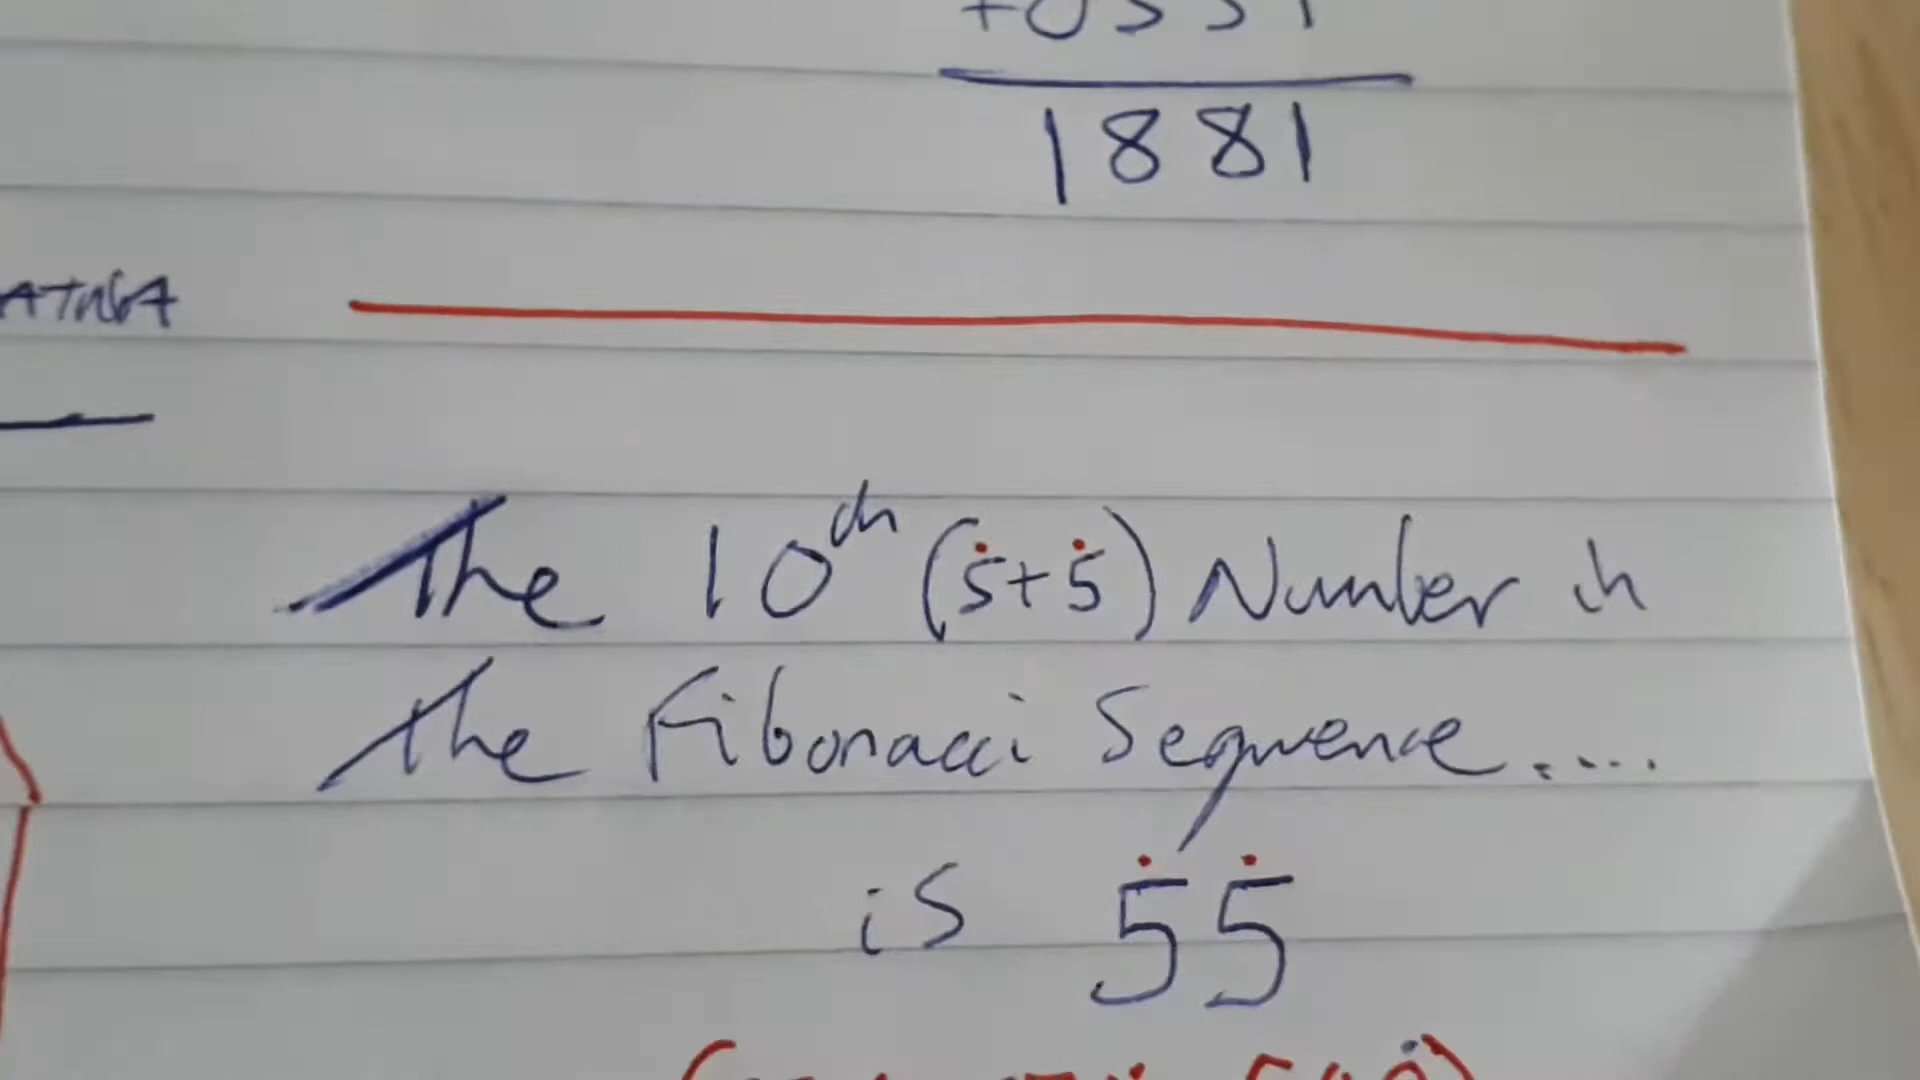 1881
The 10th (5+5) Number in
the Fibonacci Sequence....
is 55